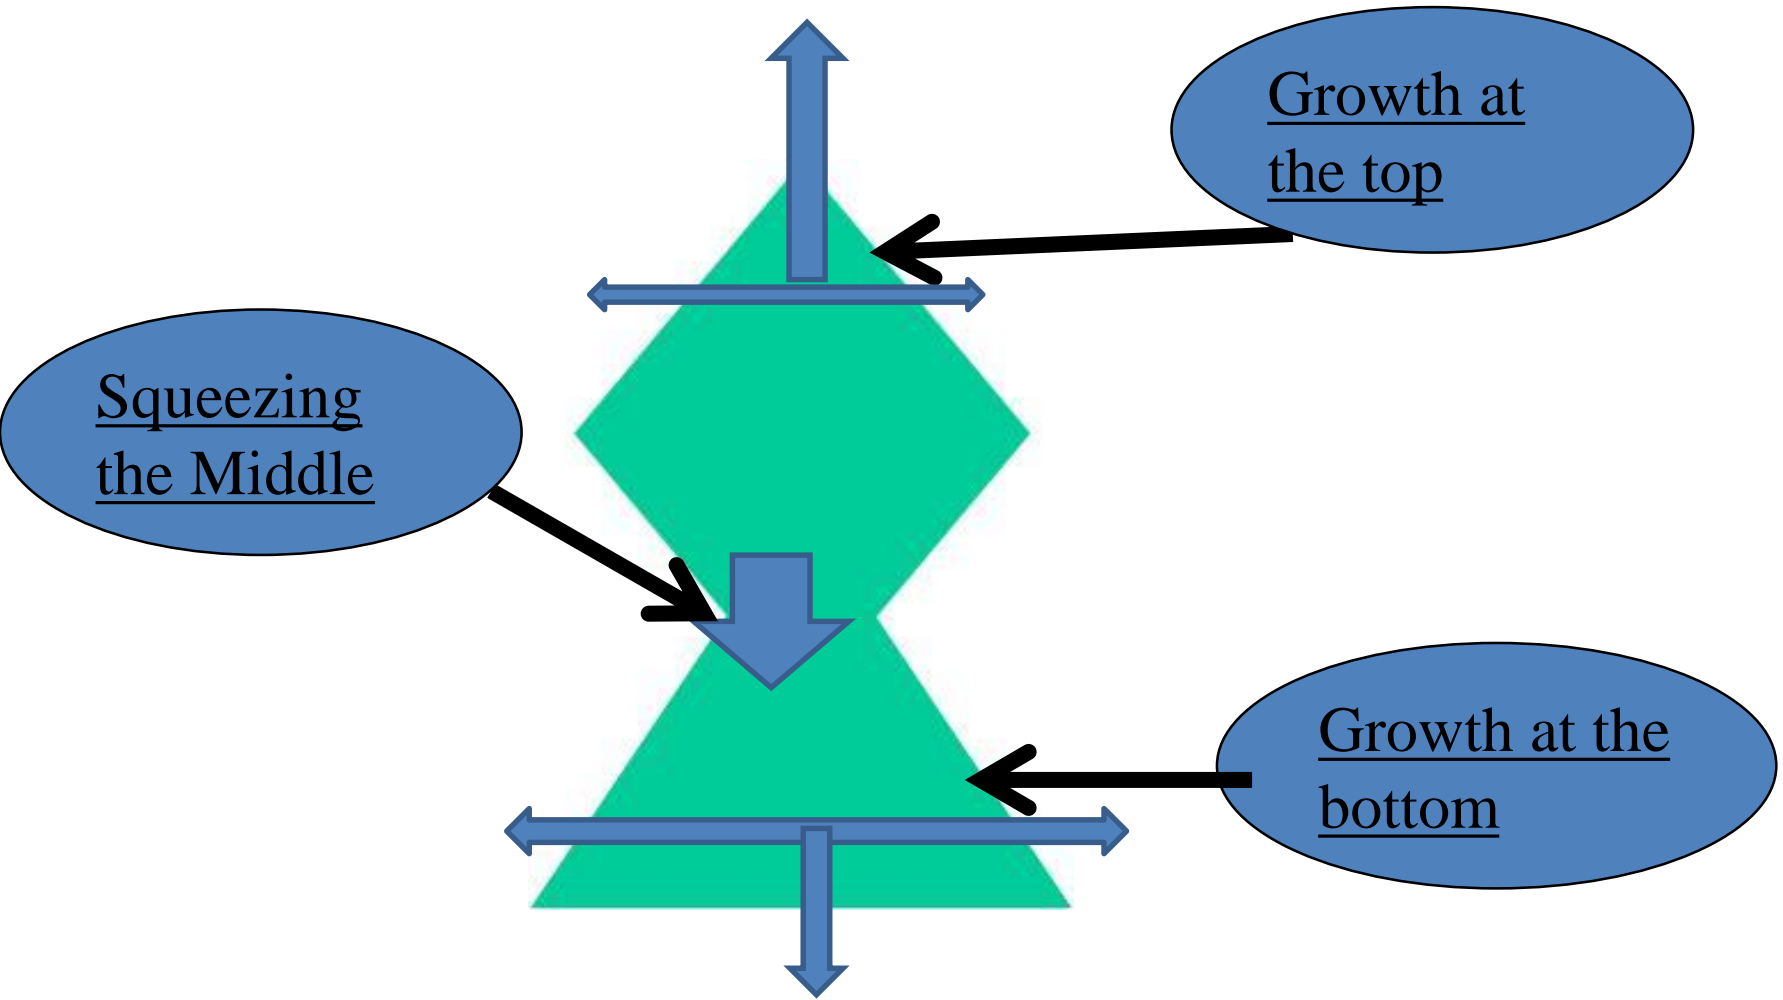 Growth at
the top
Squeezing
the Middle
Growth at the
bottom